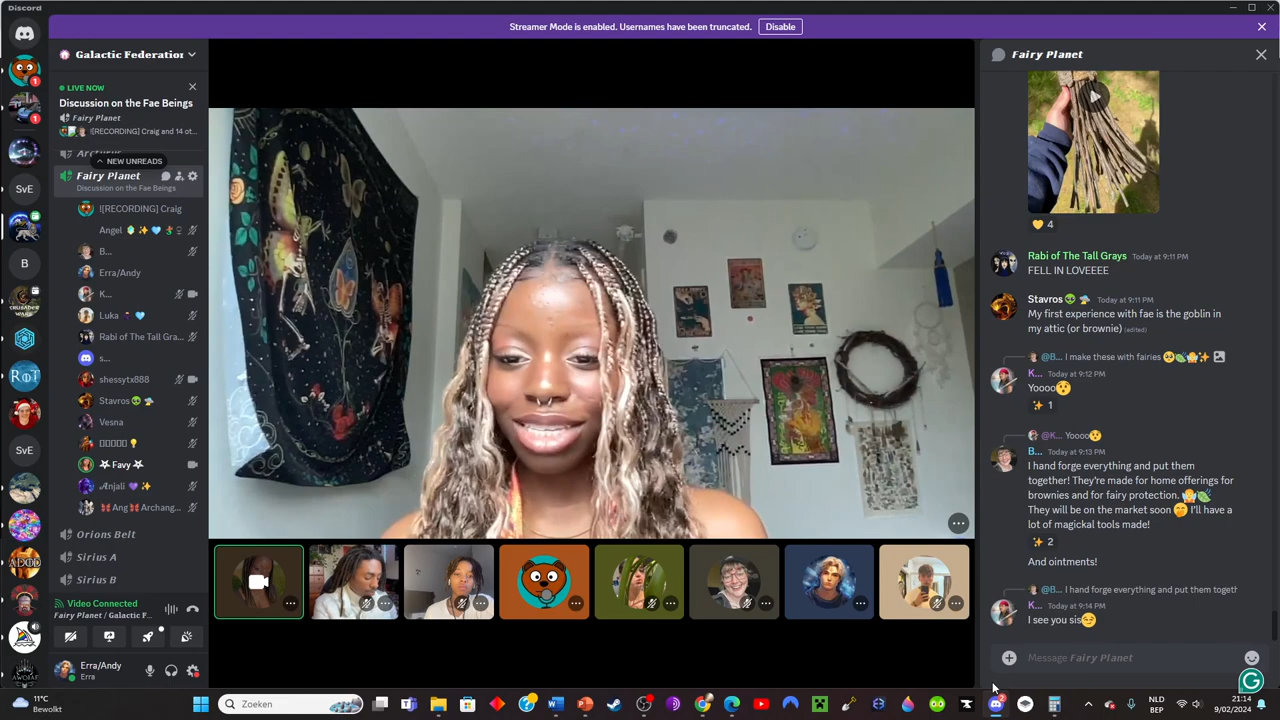 Discord
Streamer Mode is enabled. Usernames have been truncated.
Disable
Galactic Federation
LIVE NOW
Discussion on the Fae Beings
Fairy Planet
![RECORDING] Craig and 14 ot...
Arcturus
NEW UNREADS
Fairy Planet
Discussion on the Fae Beings
![RECORDING] Craig
Angel
B...
Erra/Andy
K...
Luka
Rabi of The Tall Gra...
s...
shessytx888
Stavros
Vesna
Favy
Anjali
Ang Archang...
Orions Belt
Sirius A
Sirius B
Video Connected
Fairy Planet / Galactic F...
Erra/Andy
Erra
SvE
B
RoT
SvE
ADOD
AWOIAF
1
1
Fairy Planet
4
Rabi of The Tall Grays Today at 9:11 PM
FELL IN LOVEEEE
Stavros Today at 9:11 PM
My first experience with fae is the goblin in
my attic (or brownie) (edited)
@B... I make these with fairies
K... Today at 9:12 PM
Yoooo
1
@K... Yoooo
B... Today at 9:13 PM
I hand forge everything and put them
together! They're made for home offerings for
brownies and for fairy protection.
They will be on the market soon I'll have a
lot of magickal tools made!
2
And ointments!
@B... I hand forge everything and put them togeth
K... Today at 9:14 PM
I see you sis
Message Fairy Planet
11°C
Bewolkt
Zoeken
NLD
BEP
21:14
9/02/2024